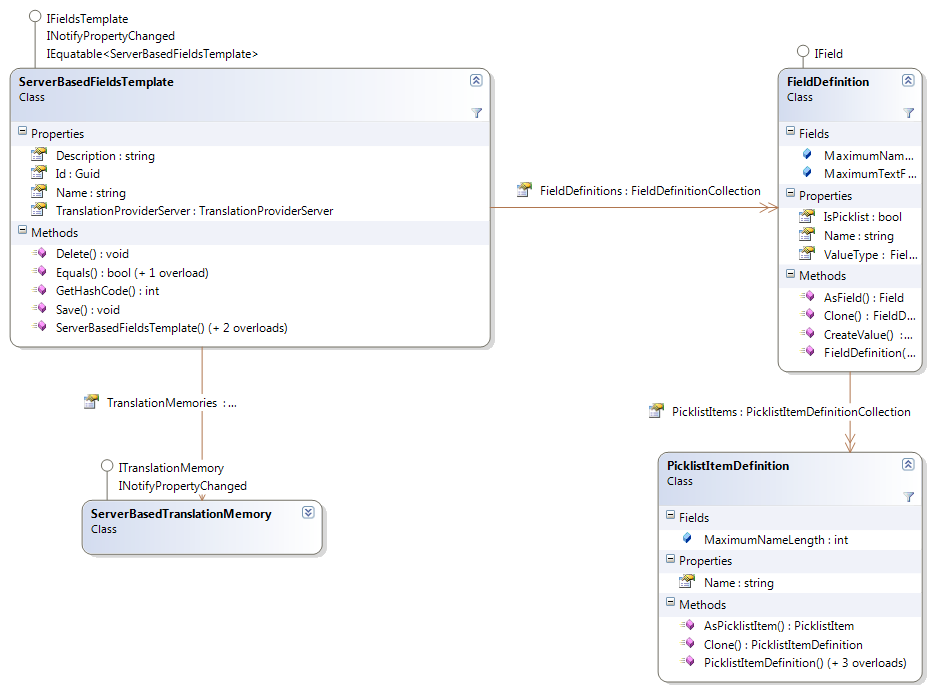 IFieldsTemplate
INotifyPropertyChanged
IEquatable<ServerBasedFieldsTemplate>
ServerBasedFieldsTemplate
Class
Properties
Description : string
Id : Guid
Name : string
TranslationProviderServer : TranslationProviderServer
Methods
Delete() : void
Equals() : bool (+ 1 overload)
GetHashCode() : int
Save() : void
ServerBasedFieldsTemplate() (+ 2 overloads)
FieldDefinitions : FieldDefinitionCollection
IField
FieldDefinition
Class
Fields
MaximumNam...
MaximumTextF...
Properties
IsPicklist : bool
Name : string
ValueType : Fiel...
Methods
AsField() : Field
Clone() : FieldD...
CreateValue() :...
FieldDefinition(...
TranslationMemories : ...
ITranslationMemory
INotifyPropertyChanged
ServerBasedTranslationMemory
Class
PicklistItems : PicklistItemDefinitionCollection
PicklistItemDefinition
Class
Fields
MaximumNameLength : int
Properties
Name : string
Methods
AsPicklistItem() : PicklistItem
Clone() : PicklistItemDefinition
PicklistItemDefinition() (+ 3 overloads)